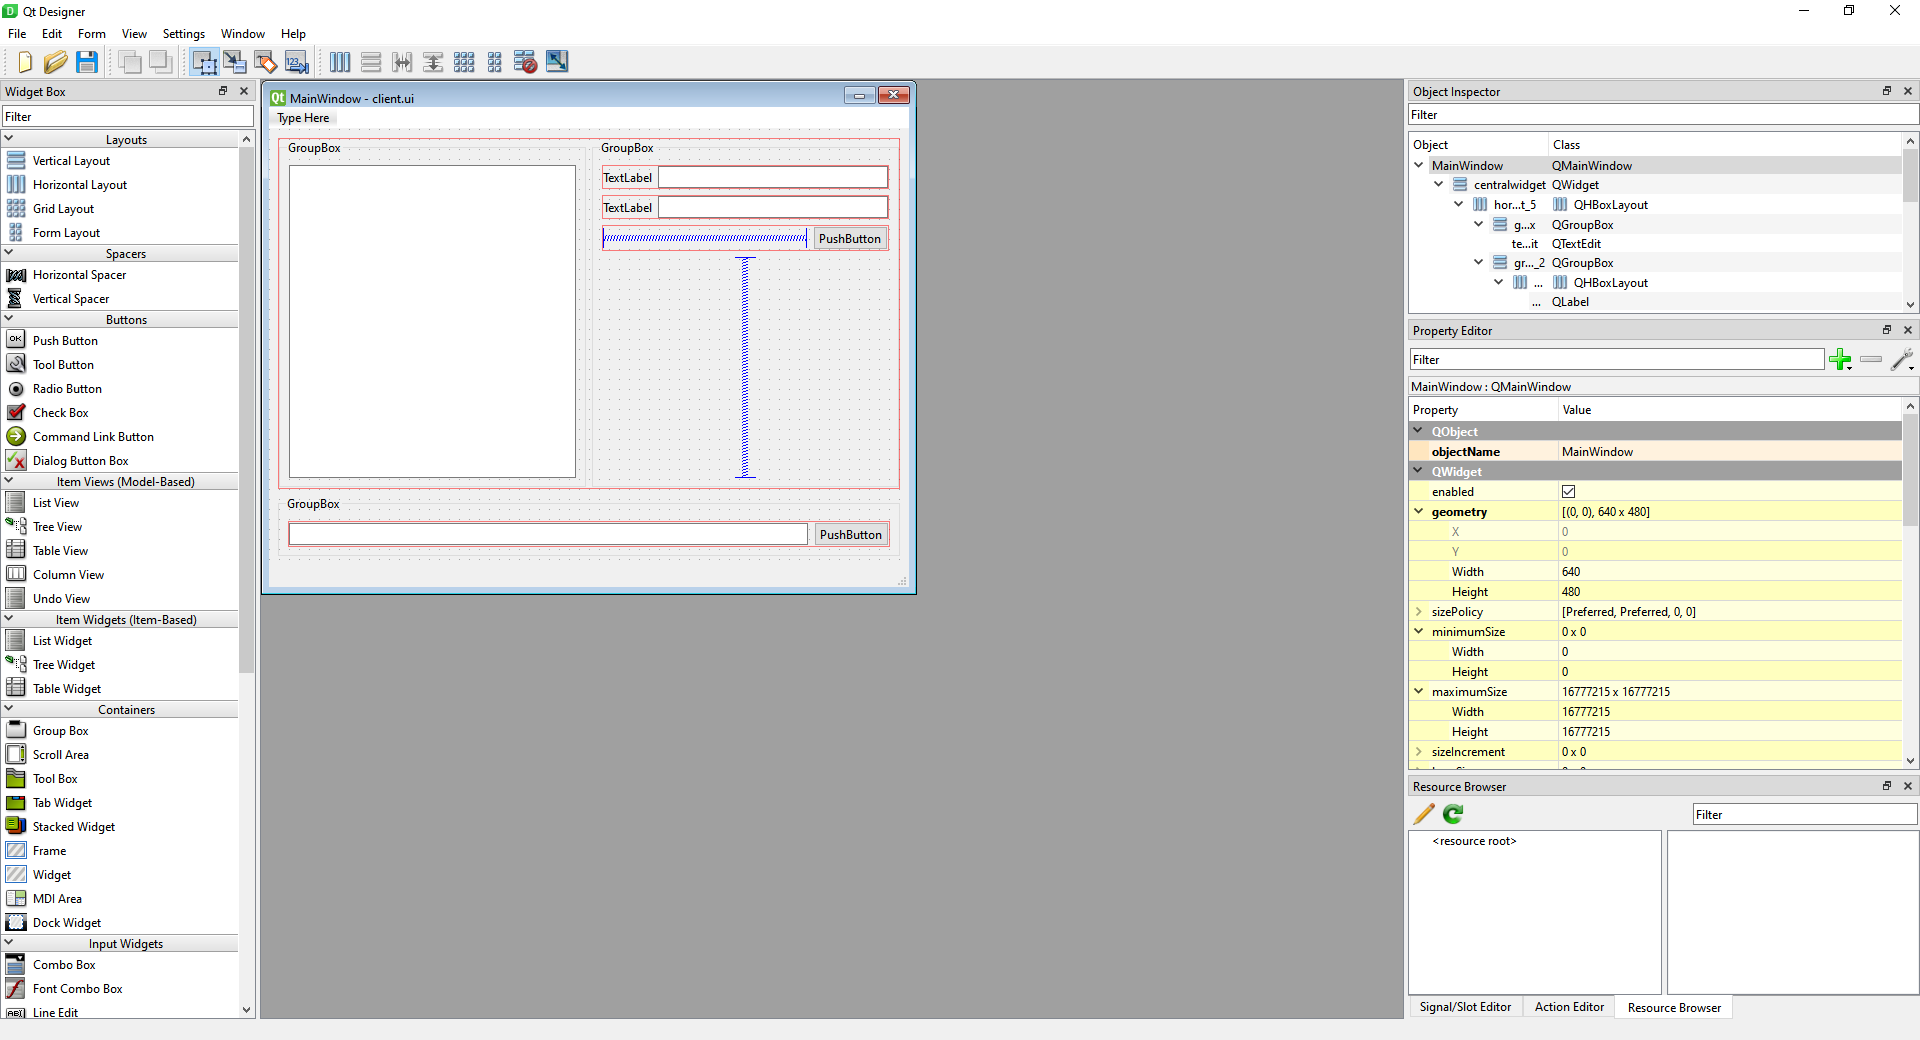 Qt Designer
File Edit Form View Settings Window Help
Widget Box
Filter
Layouts
Vertical Layout
Horizontal Layout
Grid Layout
Form Layout
Spacers
Horizontal Spacer
Vertical Spacer
Buttons
OK Push Button
Tool Button
Radio Button
Check Box
Command Link Button
Dialog Button Box
Item Views (Model-Based)
List View
Tree View
Table View
Column View
Undo View
Item Widgets (Item-Based)
List Widget
Tree Widget
Table Widget
Containers
Group Box
Scroll Area
Tool Box
Tab Widget
Stacked Widget
Frame
Widget
MDI Area
Dock Widget
Input Widgets
Combo Box
Font Combo Box
Line Edit
Qt MainWindow - client.ui
Type Here
GroupBox
GroupBox
TextLabel
TextLabel
PushButton
GroupBox
PushButton
Object Inspector
Filter
Object Class
MainWindow QMainWindow
centralwidget QWidget
hor...t_5 QHBoxLayout
g...x QGroupBox
te...it QTextEdit
gr..._2 QGroupBox
... QHBoxLayout
... QLabel
Property Editor
Filter
MainWindow : QMainWindow
Property Value
QObject
objectName MainWindow
QWidget
enabled
geometry [(0, 0), 640 x 480]
X 0
Y 0
Width 640
Height 480
sizePolicy [Preferred, Preferred, 0, 0]
minimumSize 0 x 0
Width 0
Height 0
maximumSize 16777215 x 16777215
Width 16777215
Height 16777215
sizeIncrement 0 x 0
Resource Browser
Filter
<resource root>
Signal/Slot Editor Action Editor Resource Browser